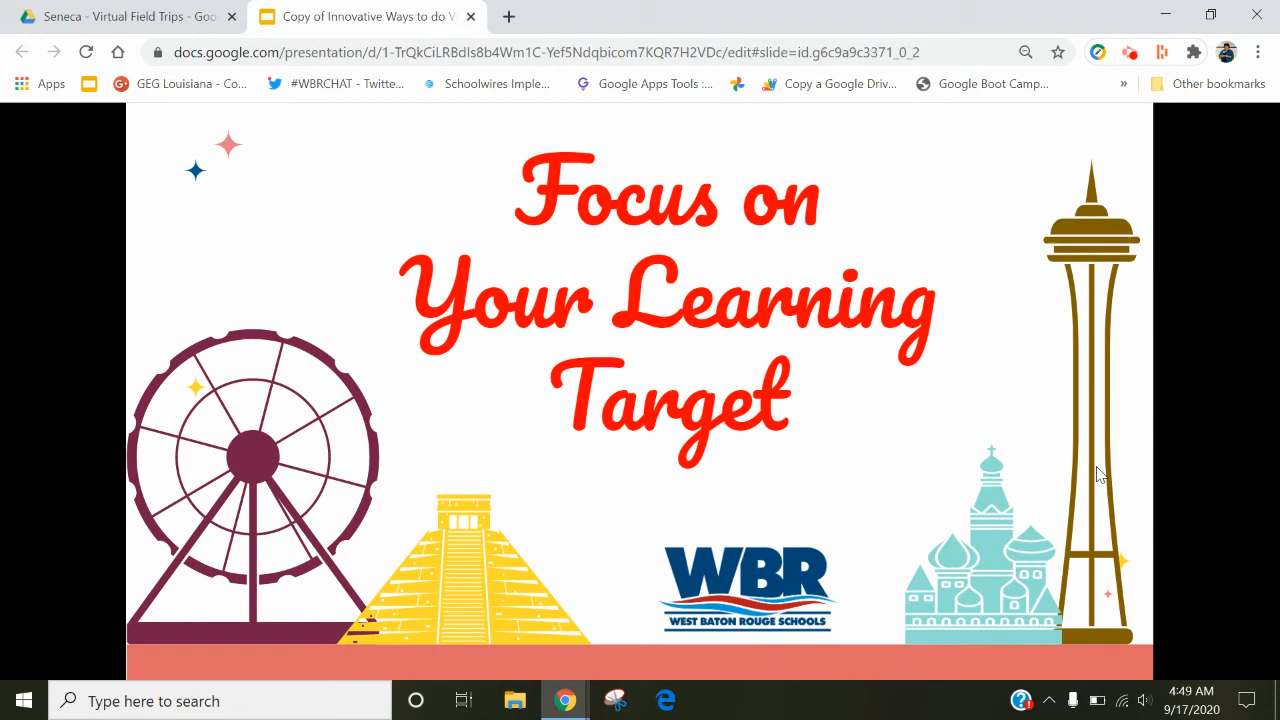 Seneca - Virtual Field Trips - Goo
Copy of Innovative Ways to do V
docs.google.com/presentation/d/1-TrQkCiLRBdIs8b4Wm1C-Yef5Ndqbicom7KQR7H2VDc/edit#slide=id.g6c9a9c3371_0_2
Apps
GEG Louisiana - Co...
#WBRCHAT - Twitte...
Schoolwires Imple...
Google Apps Tools :...
Copy a Google Driv...
Google Boot Camp...
»
Other bookmarks
Focus on
Your Learning
Target
WBR
WEST BATON ROUGE SCHOOLS
Type here to search
4:49 AM
9/17/2020